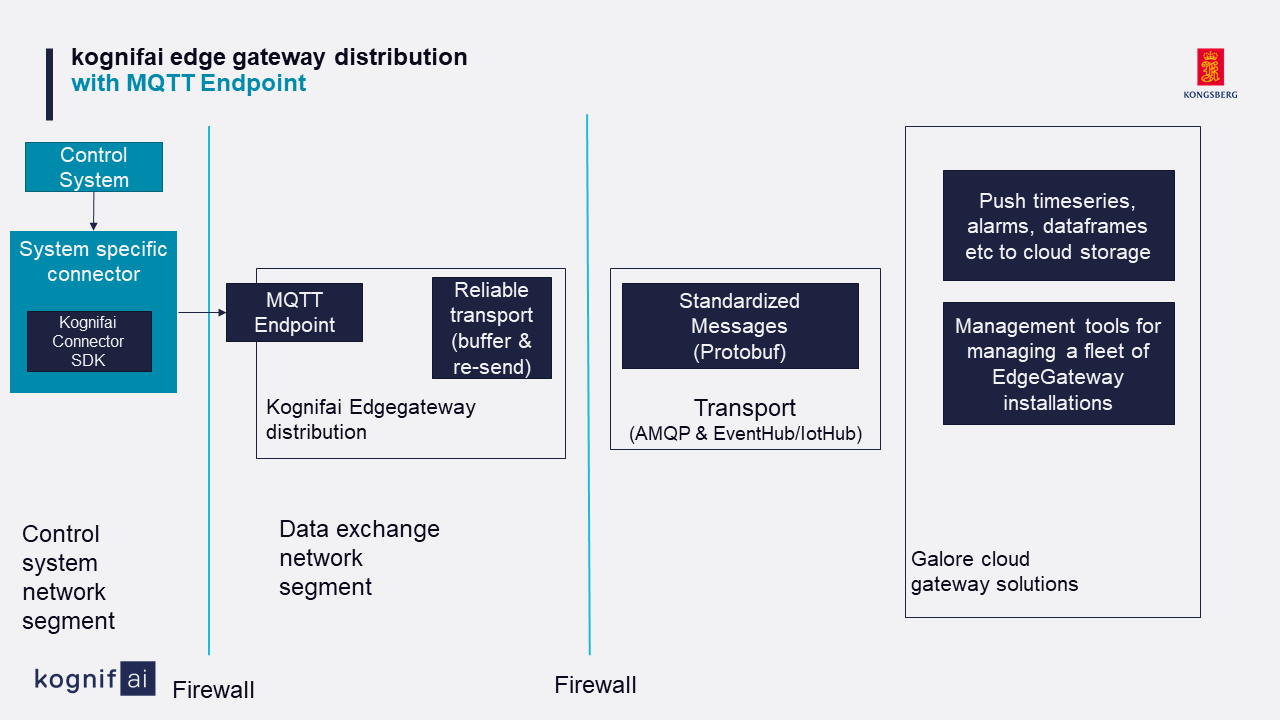 kognifai edge gateway distribution
with MQTT Endpoint
KONGSBERG
Control
System
System specific
connector
Kognifai
Connector
SDK
MQTT
Endpoint
Reliable
transport
(buffer &
re-send)
Kognifai Edgegateway
distribution
Standardized
Messages
(Protobuf)
Transport
(AMQP & EventHub/IotHub)
Push timeseries,
alarms, dataframes
etc to cloud storage
Management tools for
managing a fleet of
EdgeGateway
installations
Galore cloud
gateway solutions
Control
system
network
segment
Data exchange
network
segment
kognifai
Firewall
Firewall